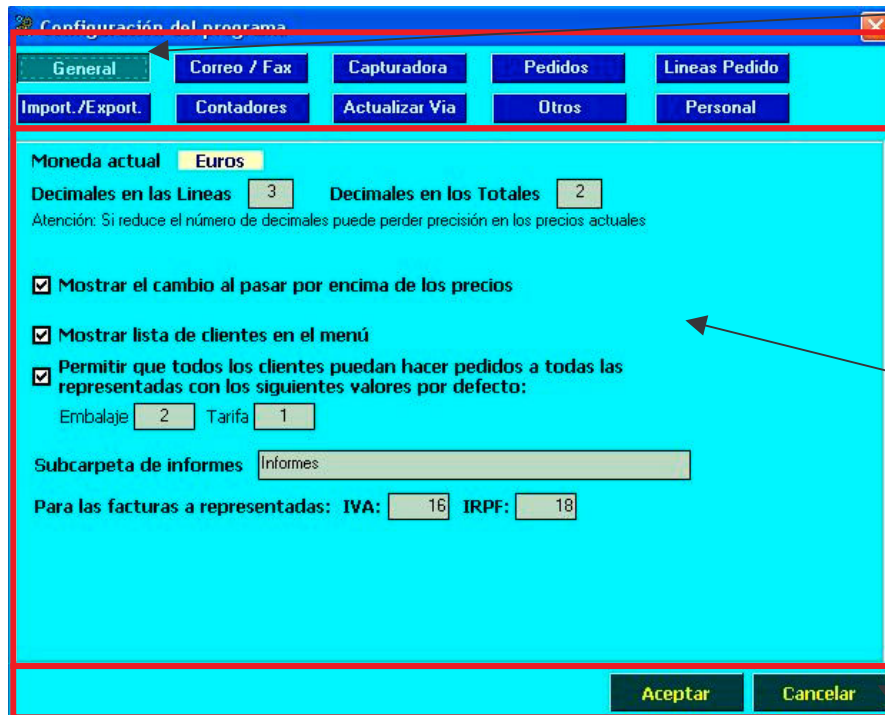 Configuración del programa
General Correo / Fax Capturadora Pedidos Lineas Pedido
Import./Export. Contadores Actualizar Via Otros Personal
Moneda actual Euros
Decimales en las Lineas 3 Decimales en los Totales 2
Atención: Si reduce el número de decimales puede perder precisión en los precios actuales
Mostrar el cambio al pasar por encima de los precios
Mostrar lista de clientes en el menú
Permitir que todos los clientes puedan hacer pedidos a todas las
representadas con los siguientes valores por defecto:
Embalaje 2 Tarifa 1
Subcarpeta de informes Informes
Para las facturas a representadas: IVA: 16 IRPF: 18
Aceptar Cancelar